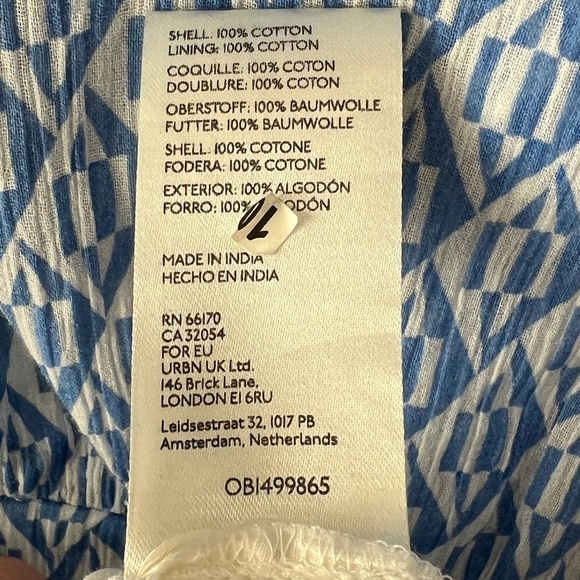 SHELL: 100% COTTON
LINING: 100% COTTON
COQUILLE: 100% COTON
DOUBLURE: 100% COTON
OBERSTOFF: 100% BAUMWOLLE
FUTTER: 100% BAUMWOLLE
SHELL: 100% COTONE
FODERA: 100% COTONE
EXTERIOR: 100% ALGODÓN
FORRO: 100%
10
MADE IN INDIA
HECHO EN INDIA
RN 66170
CA 32054
FOR EU
URBN UK Ltd.
146 Brick Lane,
LONDON E1 6RU
Leidsestraat 32, 1017 PB
Amsterdam, Netherlands
OB1499865